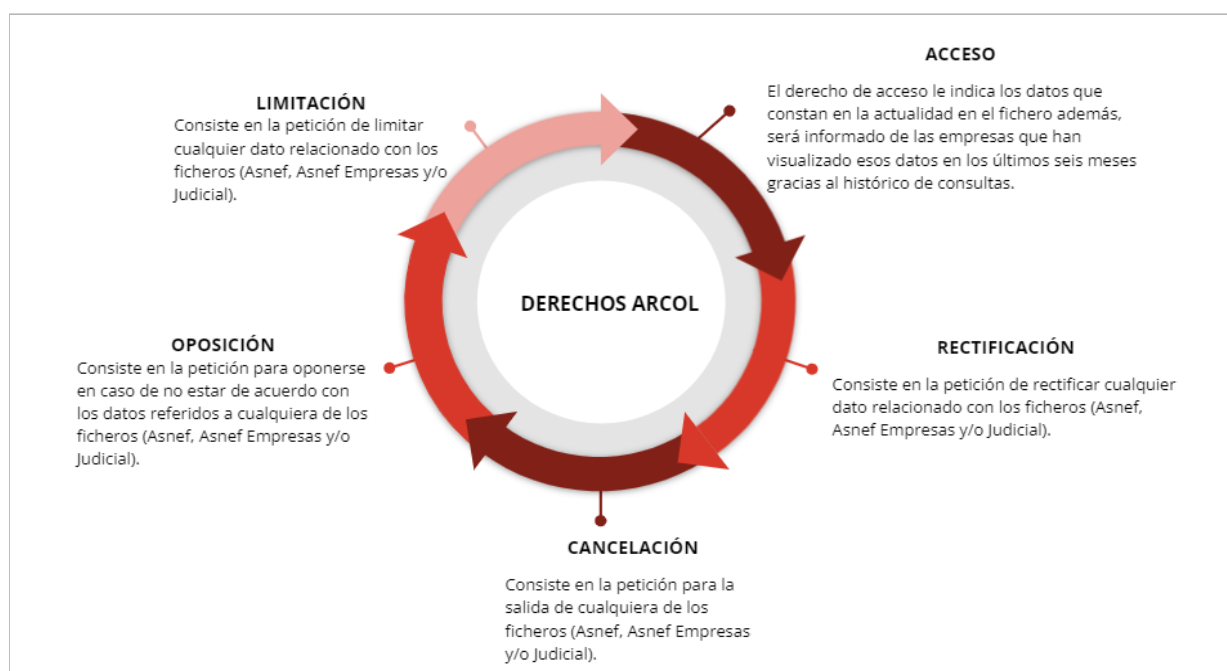 ACCESO
El derecho de acceso le indica los datos que
constan en la actualidad en el fichero además,
será informado de las empresas que han
visualizado esos datos en los últimos seis meses
gracias al histórico de consultas.
LIMITACIÓN
Consiste en la petición de limitar
cualquier dato relacionado con los
ficheros (Asnef, Asnef Empresas y/o
Judicial).
DERECHOS ARCOL
OPOSICIÓN
Consiste en la petición para oponerse
en caso de no estar de acuerdo con
los datos referidos a cualquiera de los
ficheros (Asnef, Asnef Empresas y/o
Judicial).
RECTIFICACIÓN
Consiste en la petición de rectificar cualquier
dato relacionado con los ficheros (Asnef,
Asnef Empresas y/o Judicial).
CANCELACIÓN
Consiste en la petición para la
salida de cualquiera de los
ficheros (Asnef, Asnef Empresas
y/o Judicial).